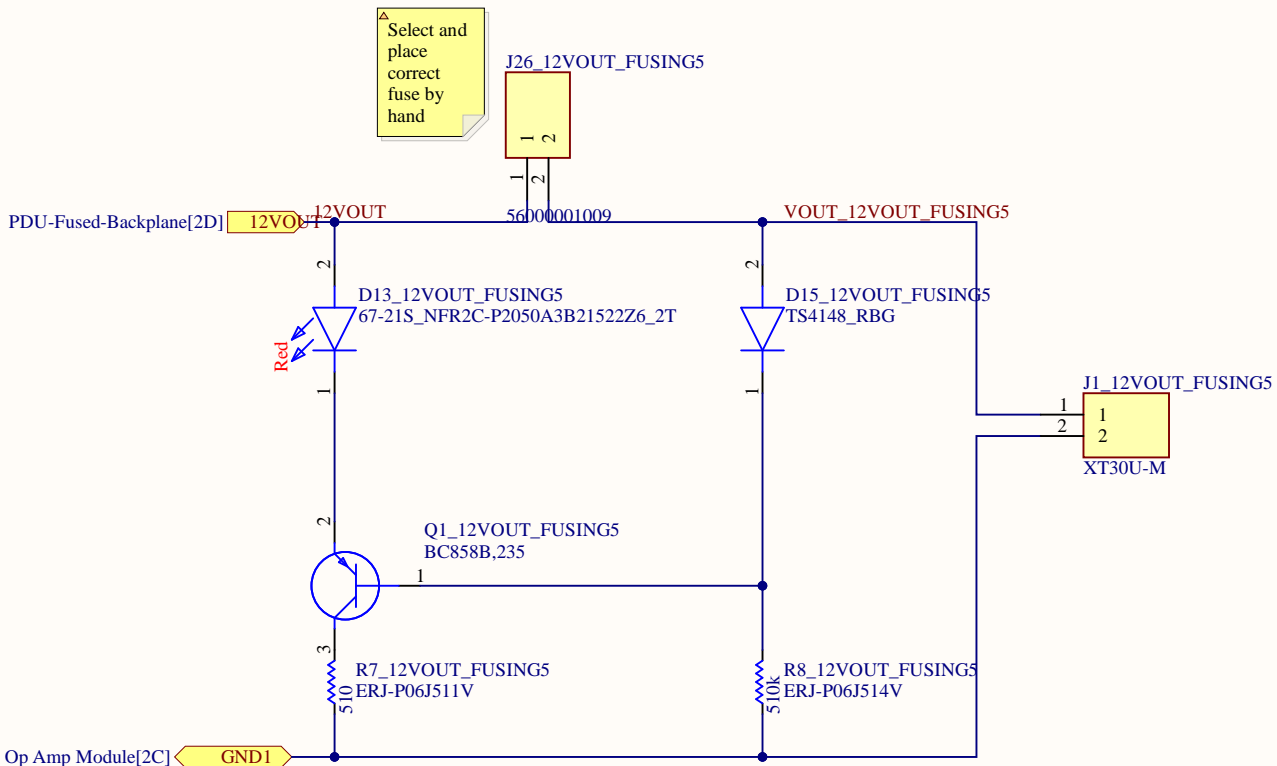 Select and
place
correct
fuse by
hand
J26_12VOUT_FUSING5
1
2
1
2
56000001009
PDU-Fused-Backplane[2D]
12VOUT
12VOUT
VOUT_12VOUT_FUSING5
2
D13_12VOUT_FUSING5
67-21S_NFR2C-P2050A3B21522Z6_2T
Red
1
2
D15_12VOUT_FUSING5
TS4148_RBG
1
J1_12VOUT_FUSING5
1
1
2
2
XT30U-M
2
Q1_12VOUT_FUSING5
BC858B,235
1
3
R7_12VOUT_FUSING5
ERJ-P06J511V
510
R8_12VOUT_FUSING5
ERJ-P06J514V
510k
Op Amp Module[2C]
GND1